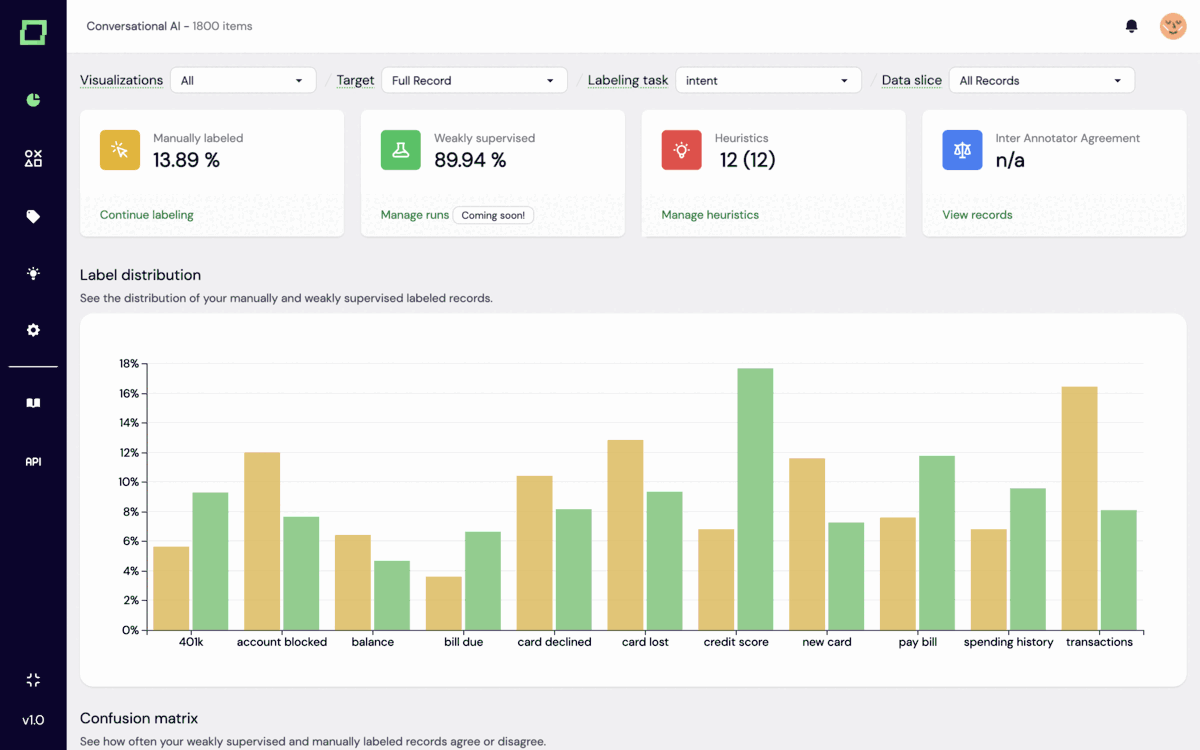 Conversational AI - 1800 items
Visualizations All / Target Full Record / Labeling task intent / Data slice All Records
Manually labeled
13.89 %
Continue labeling
Weakly supervised
89.94 %
Manage runs Coming soon!
Heuristics
12 (12)
Manage heuristics
Inter Annotator Agreement
n/a
View records
API
v1.0
Label distribution
See the distribution of your manually and weakly supervised labeled records.
18%
16%
14%
12%
10%
8%
6%
4%
2%
0%
401k account blocked balance bill due card declined card lost credit score new card pay bill spending history transactions
Confusion matrix
See how often your weakly supervised and manually labeled records agree or disagree.